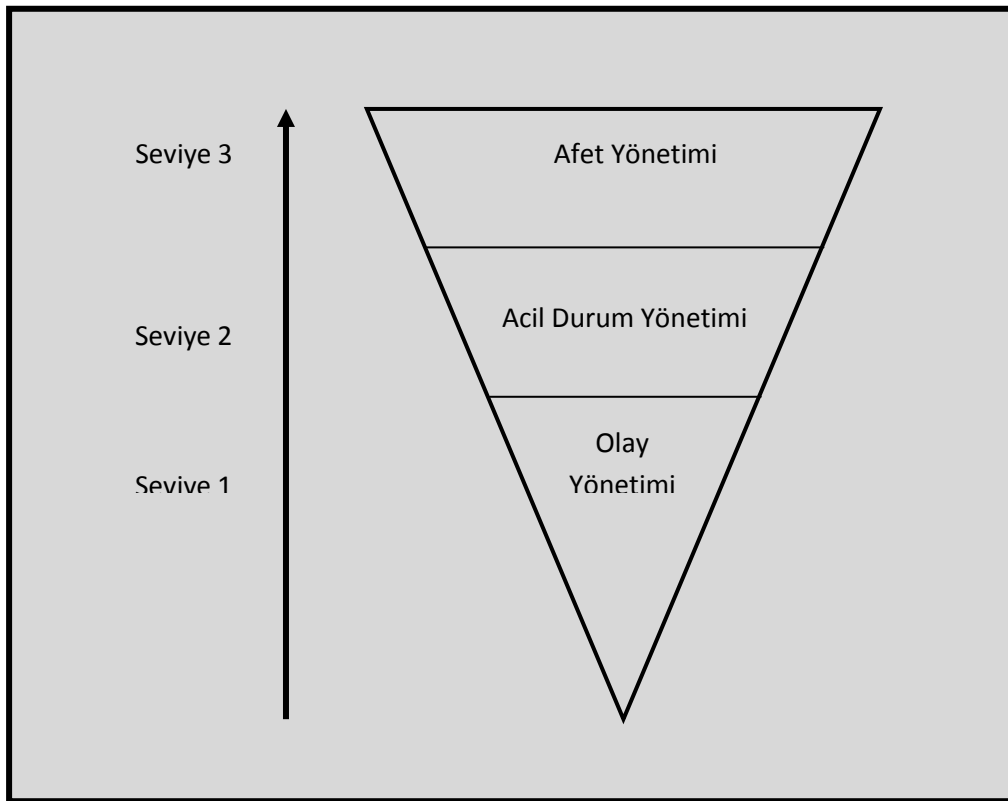 Seviye 3
Afet Yönetimi
Acil Durum Yönetimi
Seviye 2
Olay
Yönetimi
Seviye 1